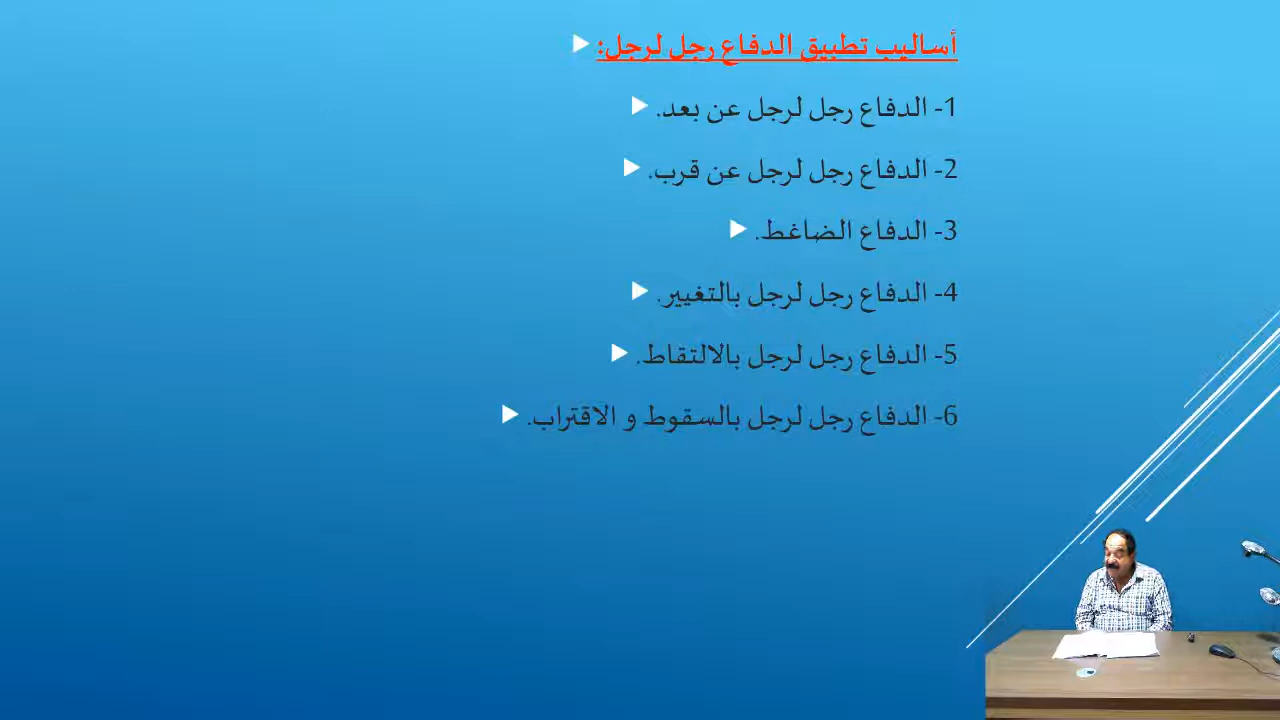 أساليب تطبيق الدفاع رجل لرجل:
1- الدفاع رجل لرجل عن بعد.
2- الدفاع رجل لرجل عن قرب.
3- الدفاع الضاغط.
4- الدفاع رجل لرجل بالتغيير.
5- الدفاع رجل لرجل بالالتقاط.
6- الدفاع رجل لرجل بالسقوط و الاقتراب.